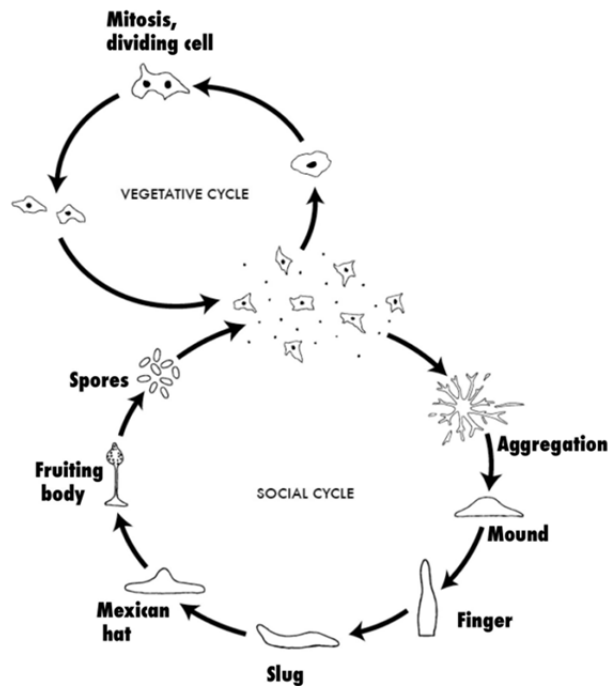 Mitosis,
dividing cell
VEGETATIVE CYCLE
Spores
Aggregation
Fruiting
body
SOCIAL CYCLE
Mound
Mexican
hat
Finger
Slug